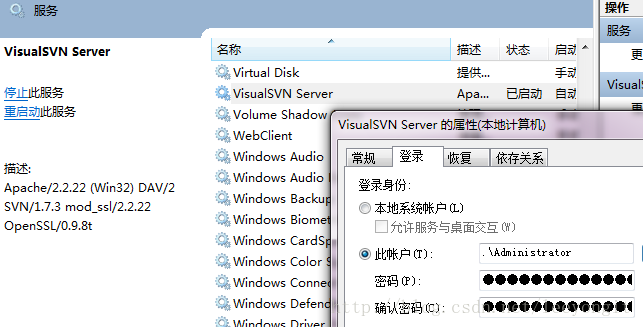 服务
VisualSVN Server
停止此服务
重启动此服务
描述:
Apache/2.2.22 (Win32) DAV/2
SVN/1.7.3 mod_ssl/2.2.22
OpenSSL/0.9.8t
名称 描述 状态 启动
Virtual Disk 提供... 手动
VisualSVN Server Apa... 已启动 自动
Volume Shadow
WebClient
Windows Audio
Windows Audio
Windows Backup
Windows Biomet
Windows CardSp
Windows Color S
Windows Connec
Windows Defend
Windows Driver
操作
服务
更
VisualS
更
VisualSVN Server 的属性(本地计算机)
常规 登录 恢复 依存关系
登录身份:
本地系统帐户(L)
允许服务与桌面交互(W)
此帐户(T): .\Administrator
密码(P):
确认密码(C):